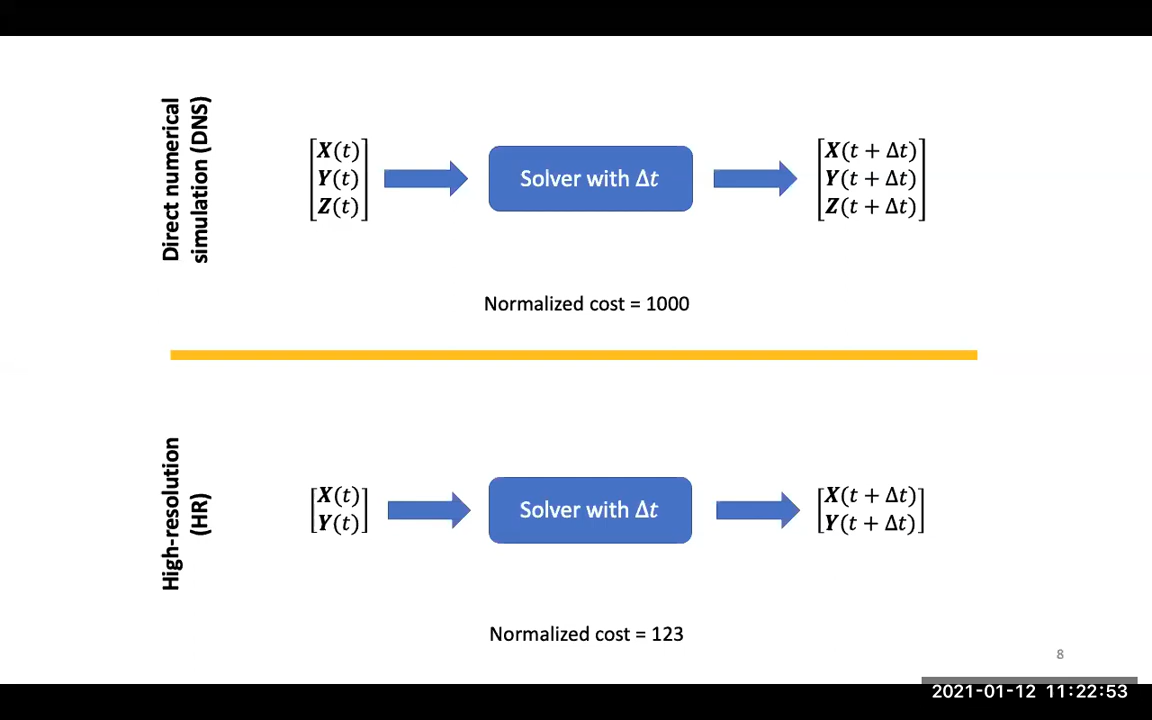 Direct numerical
simulation (DNS)
X(t)
Y(t)
Z(t)
Solver with Δt
X(t + Δt)
Y(t + Δt)
Z(t + Δt)
Normalized cost = 1000
High-resolution
(HR)
X(t)
Y(t)
Solver with Δt
X(t + Δt)
Y(t + Δt)
Normalized cost = 123
8
2021-01-12 11:22:53